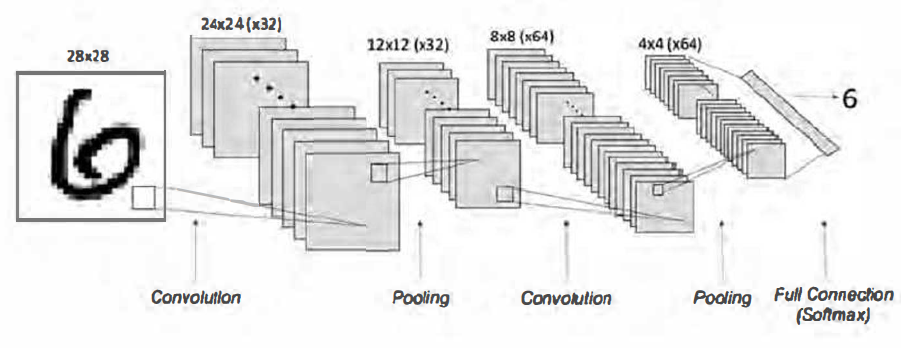 24x24 (x32)
28x28
12x12 (x32)
8x8 (x64)
4x4 (x64)
6
Convolution
Pooling
Convolution
Pooling
Full Connection
(Softmax)